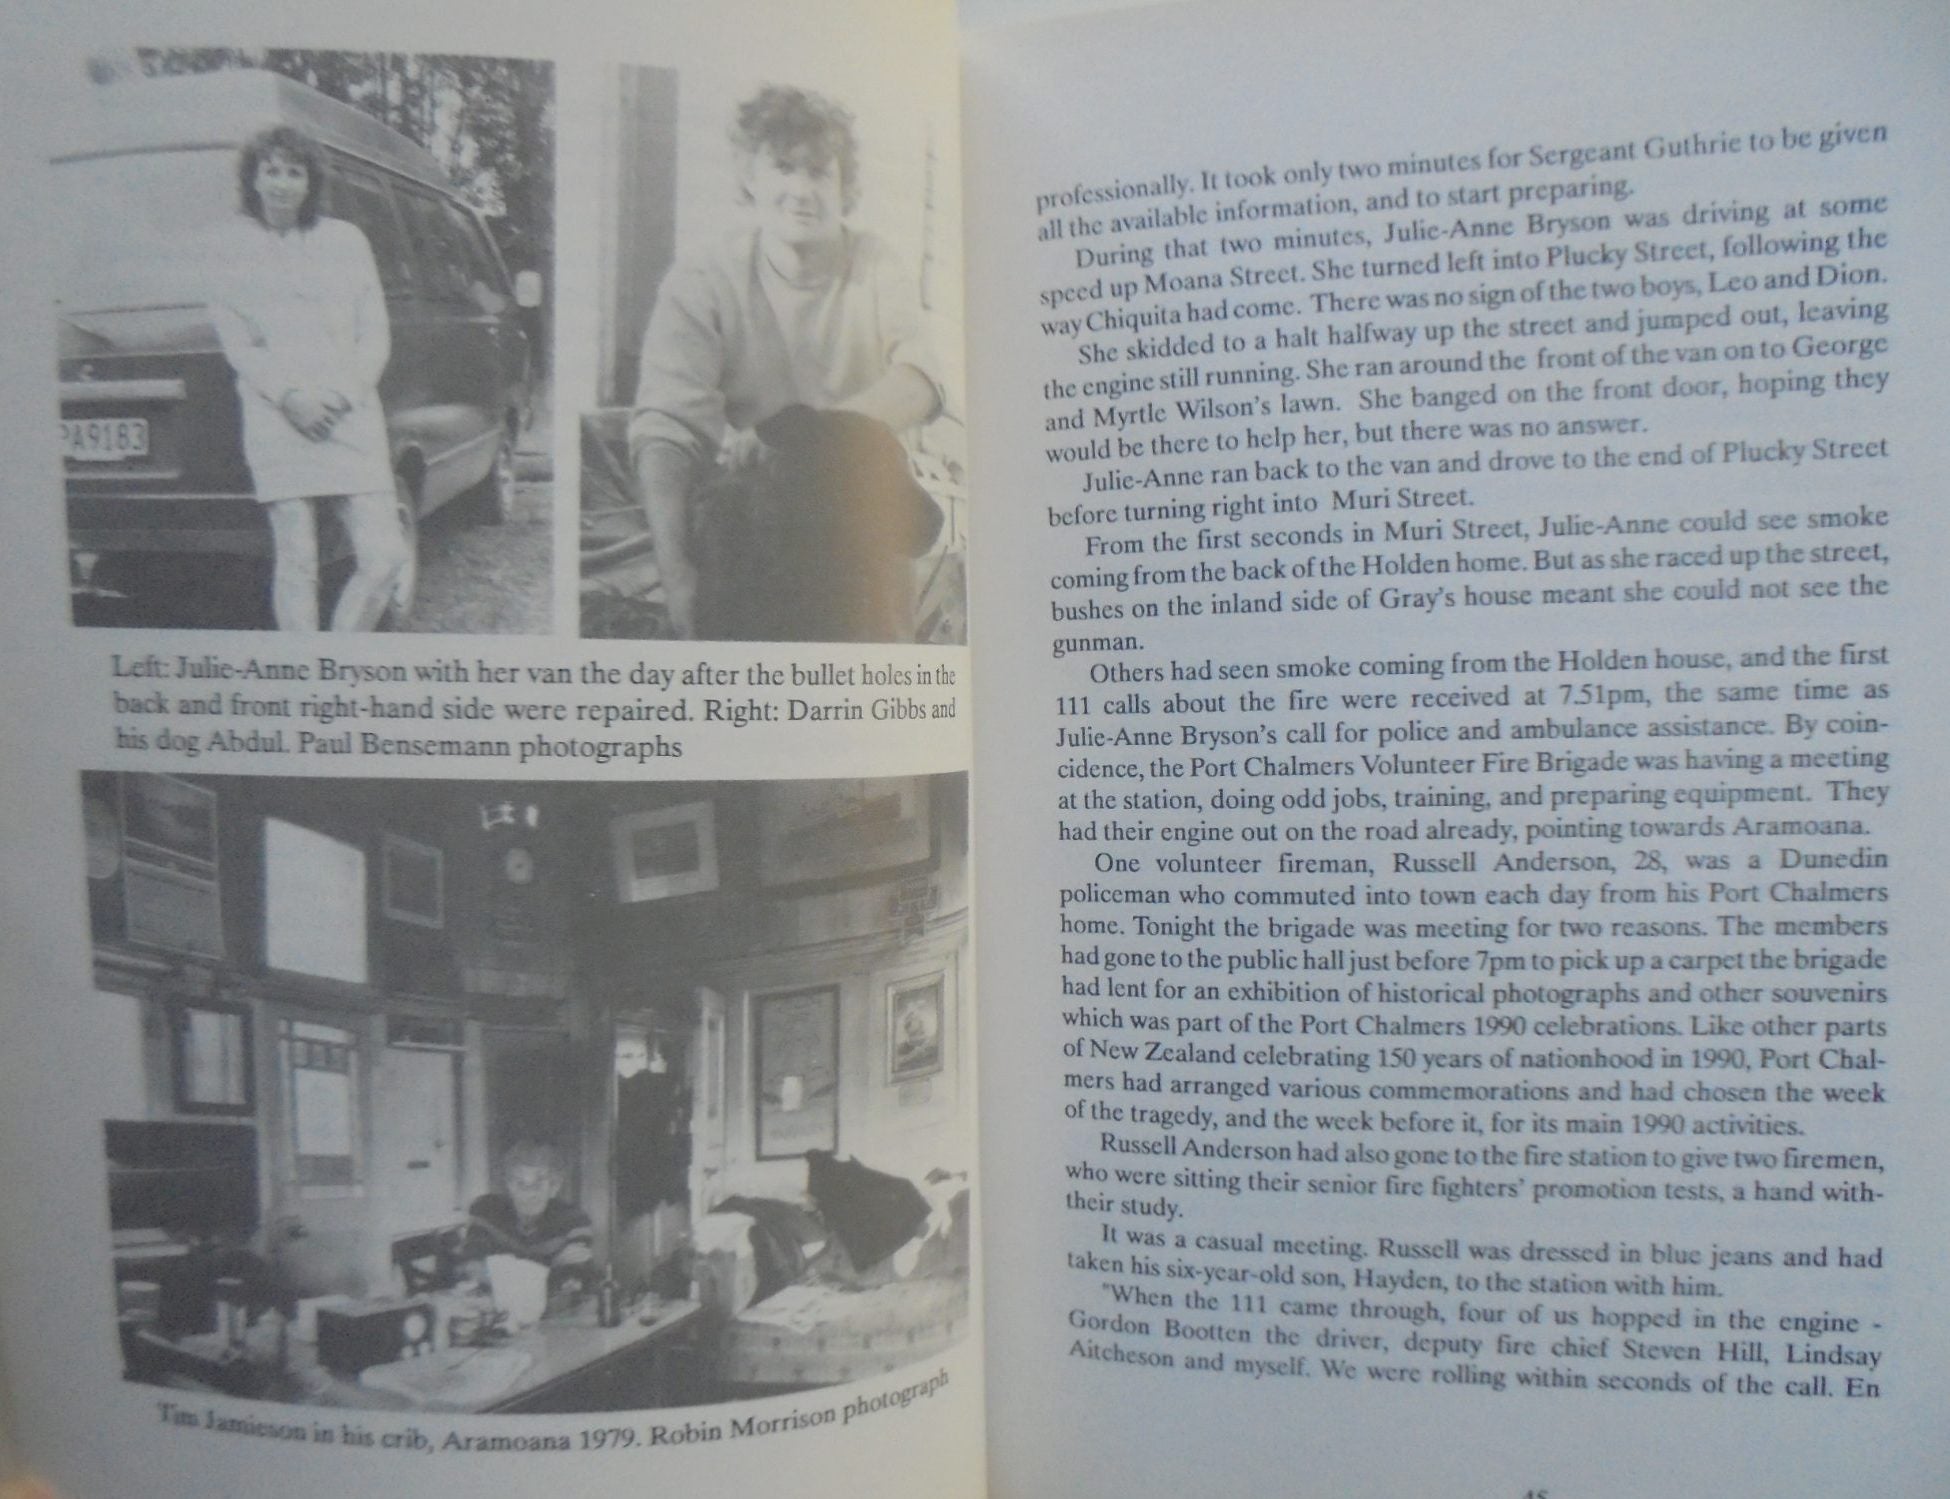 PA9183
Left: Julie-Anne Bryson with her van the day after the bullet holes in the
back and front right-hand side were repaired. Right: Darrin Gibbs and
his dog Abdul. Paul Bensemann photographs
Tim Jamieson in his crib, Aramoana 1979. Robin Morrison photograph
professionally. It took only two minutes for Sergeant Guthrie to be given
all the available information, and to start preparing.
During that two minutes, Julie-Anne Bryson was driving at some
speed up Moana Street. She turned left into Plucky Street, following the
way Chiquita had come. There was no sign of the two boys, Leo and Dion.
She skidded to a halt halfway up the street and jumped out, leaving
the engine still running. She ran around the front of the van on to George
and Myrtle Wilson's lawn. She banged on the front door, hoping they
would be there to help her, but there was no answer.
Julie-Anne ran back to the van and drove to the end of Plucky Street
before turning right into Muri Street.
From the first seconds in Muri Street, Julie-Anne could see smoke
coming from the back of the Holden home. But as she raced up the street,
bushes on the inland side of Gray's house meant she could not see the
gunman.
Others had seen smoke coming from the Holden house, and the first
111 calls about the fire were received at 7.51pm, the same time as
Julie-Anne Bryson's call for police and ambulance assistance. By coin-
cidence, the Port Chalmers Volunteer Fire Brigade was having a meeting
at the station, doing odd jobs, training, and preparing equipment. They
had their engine out on the road already, pointing towards Aramoana.
One volunteer fireman, Russell Anderson, 28, was a Dunedin
policeman who commuted into town each day from his Port Chalmers
home. Tonight the brigade was meeting for two reasons. The members
had gone to the public hall just before 7pm to pick up a carpet the brigade
had lent for an exhibition of historical photographs and other souvenirs
which was part of the Port Chalmers 1990 celebrations. Like other parts
of New Zealand celebrating 150 years of nationhood in 1990, Port Chal-
mers had arranged various commemorations and had chosen the week
of the tragedy, and the week before it, for its main 1990 activities.
Russell Anderson had also gone to the fire station to give two firemen,
who were sitting their senior fire fighters' promotion tests, a hand with-
their study.
It was a casual meeting. Russell was dressed in blue jeans and had
taken his six-year-old son, Hayden, to the station with him.
"When the 111 came through, four of us hopped in the engine -
Gordon Bootten the driver, deputy fire chief Steven Hill, Lindsay
Aitcheson and myself. We were rolling within seconds of the call. En